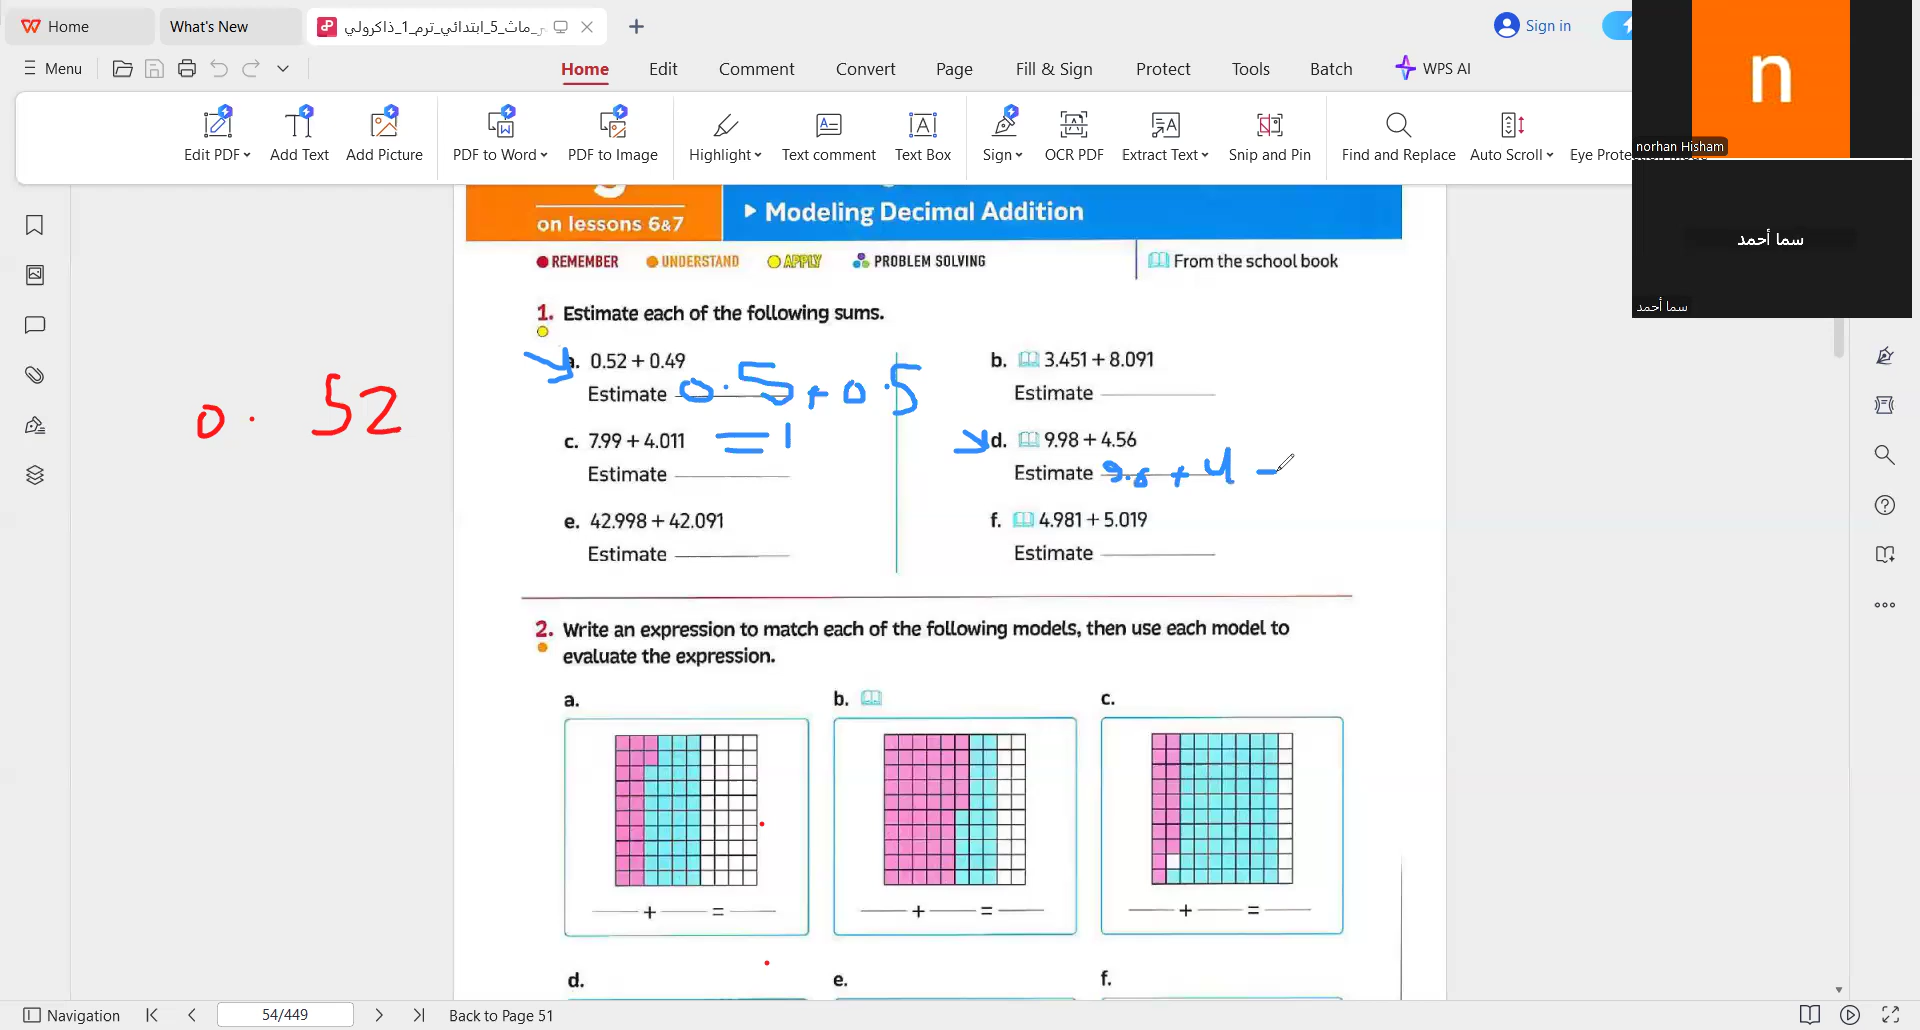 Home
What's New
ـر_ماث_5_ابتدائي_ترم_1_ذاكرولي
Sign in
Menu
Home Edit Comment Convert Page Fill & Sign Protect Tools Batch WPS AI
Edit PDF Add Text Add Picture PDF to Word PDF to Image Highlight Text comment Text Box Sign OCR PDF Extract Text Snip and Pin Find and Replace Auto Scroll
n
norhan Hisham
سما أحمد
سما أحمد
on lessons 6&7
Modeling Decimal Addition
REMEMBER UNDERSTAND APPLY PROBLEM SOLVING
From the school book
1. Estimate each of the following sums.
a. 0.52 + 0.49
Estimate 0.5 + 0.5
= 1
b. 3.451 + 8.091
Estimate
c. 7.99 + 4.011
Estimate
d. 9.98 + 4.56
Estimate + 4
e. 42.998 + 42.091
Estimate
f. 4.981 + 5.019
Estimate
0.52
2. Write an expression to match each of the following models, then use each model to
evaluate the expression.
a.
b.
c.
+ =
+ =
+ =
d.
e.
f.
Navigation
54/449
Back to Page 51